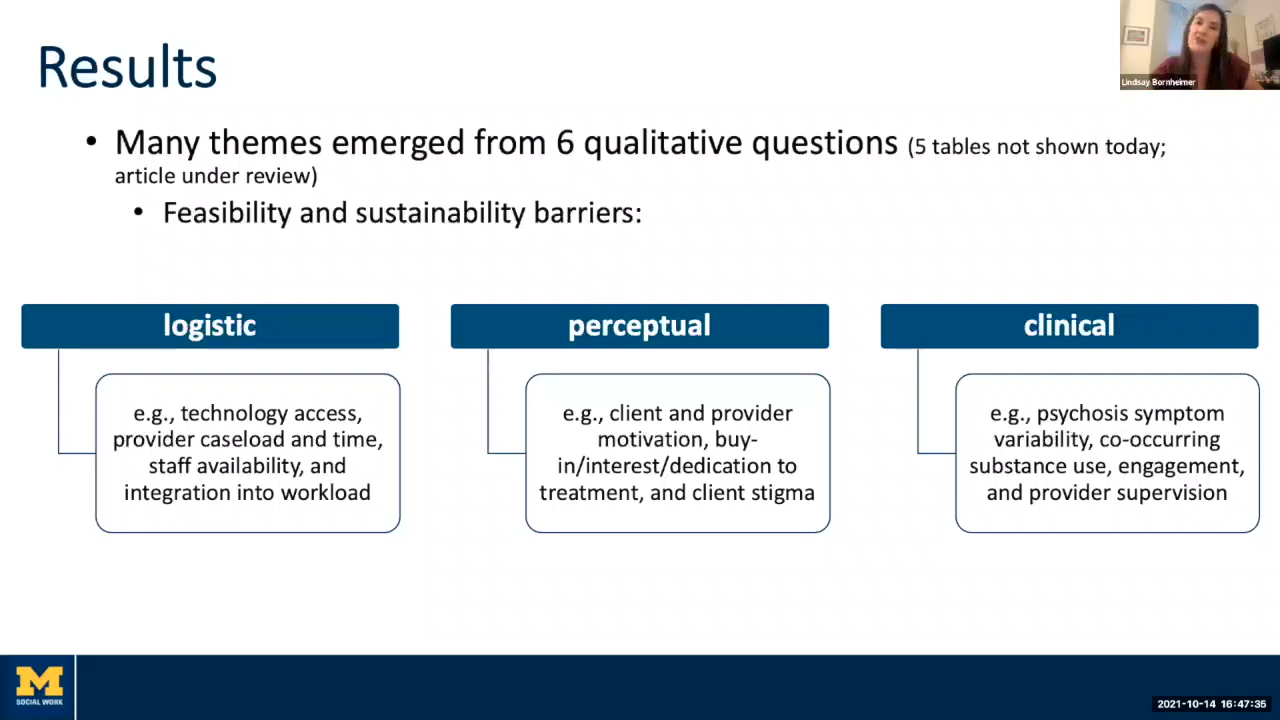 Results
Lindsay Bornheimer
• Many themes emerged from 6 qualitative questions (5 tables not shown today;
article under review)
• Feasibility and sustainability barriers:
logistic
e.g., technology access,
provider caseload and time,
staff availability, and
integration into workload
perceptual
e.g., client and provider
motivation, buy-
in/interest/dedication to
treatment, and client stigma
clinical
e.g., psychosis symptom
variability, co-occurring
substance use, engagement,
and provider supervision
M
SOCIAL WORK
2021-10-14 16:47:35